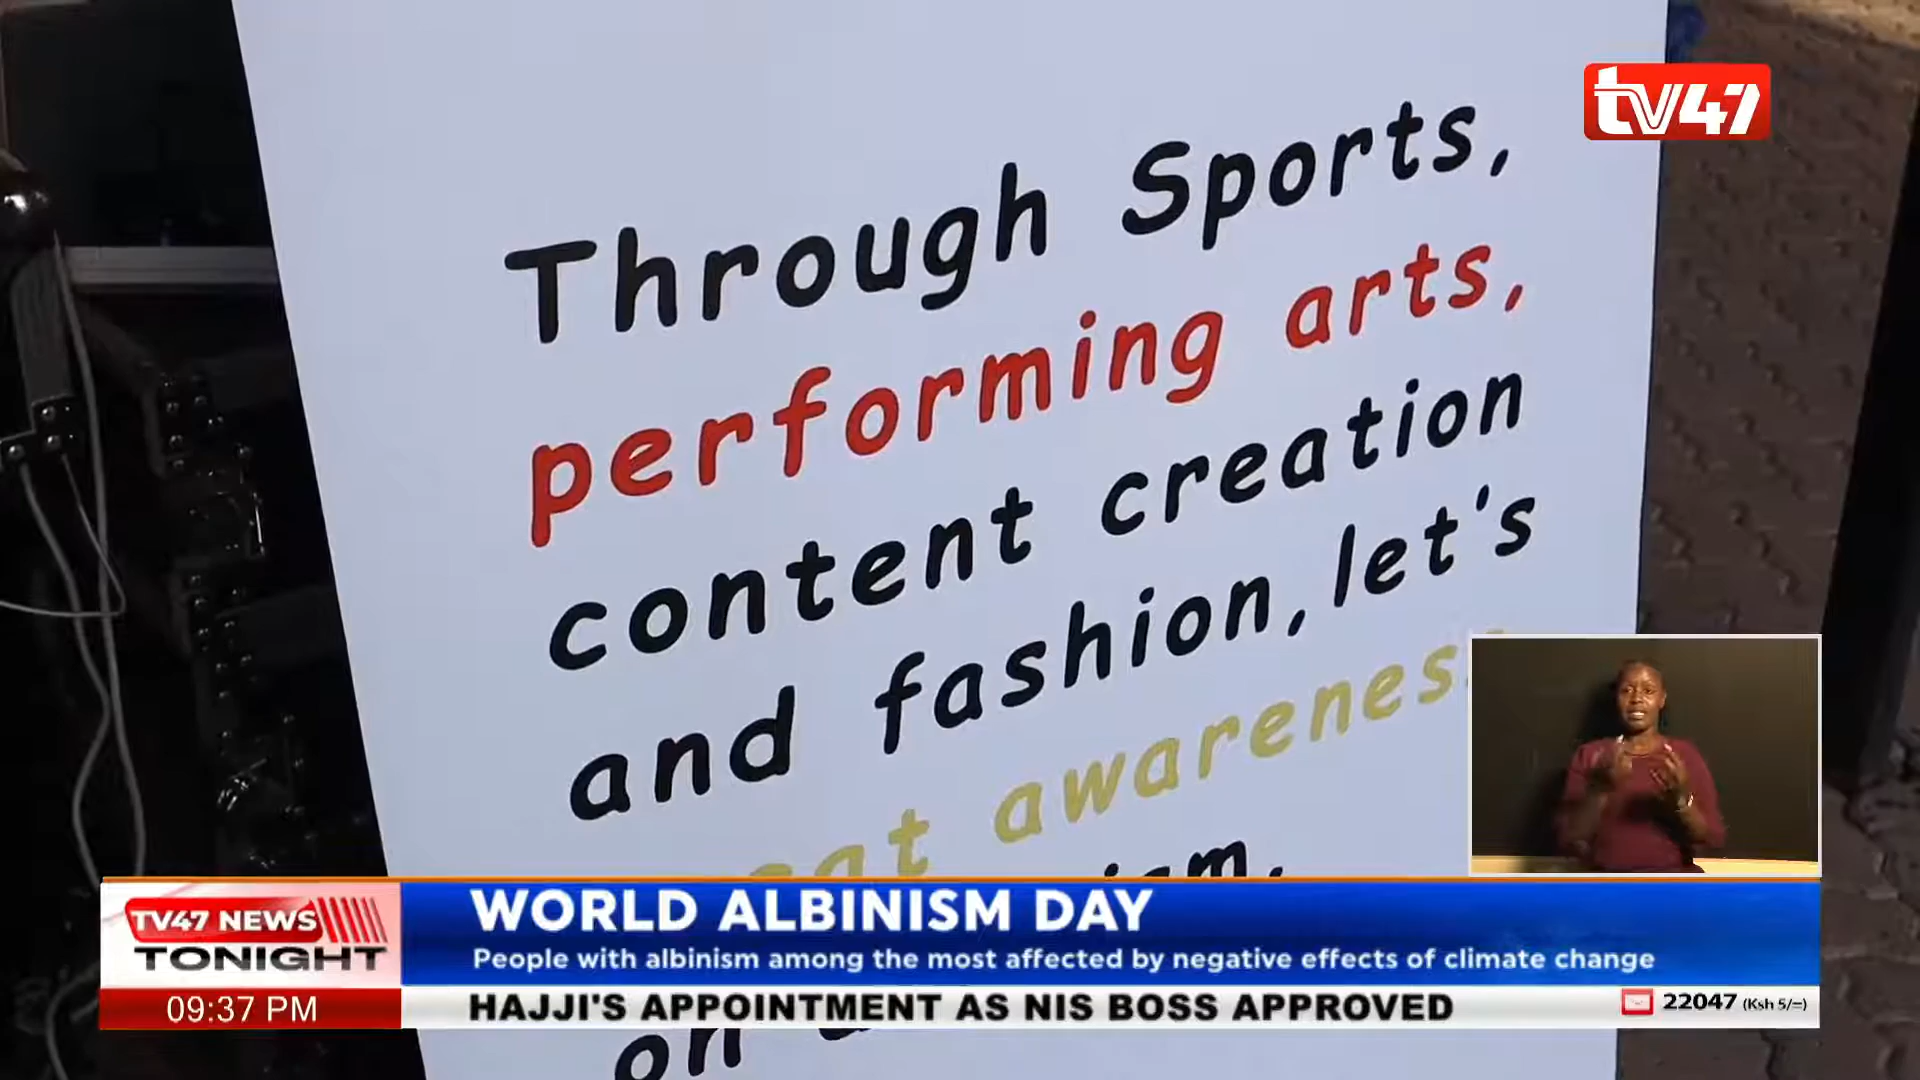 tv47
Through Sports,
performing arts,
content creation
and fashion, let's
awareness
TV47 NEWS
TONIGHT
09:37 PM
WORLD ALBINISM DAY
People with albinism among the most affected by negative effects of climate change
HAJJI'S APPOINTMENT AS NIS BOSS APPROVED
22047 (Ksh 5/=)
on